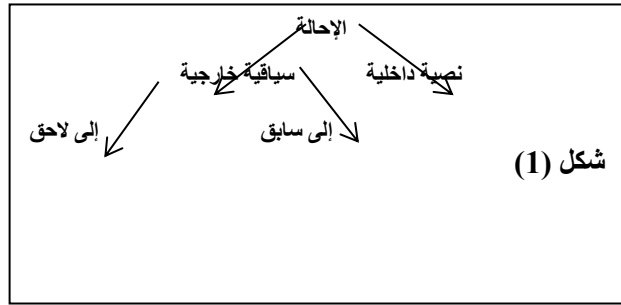 الإحالة
نصية داخلية
سياقية خارجية
إلى سابق
إلى لاحق
شكل (1)